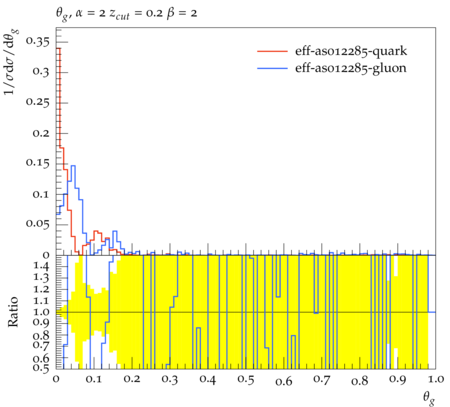 θg, α = 2 zcut = 0.2 β = 2
1/σdσ/dθg
0.35
0.3
0.25
0.2
0.15
0.1
0.05
0
eff-as012285-quark
eff-as012285-gluon
Ratio
1.4
1.3
1.2
1.1
1.0
0.9
0.8
0.7
0.6
0.5
0 0.1 0.2 0.3 0.4 0.5 0.6 0.7 0.8 0.9 1.0
θg